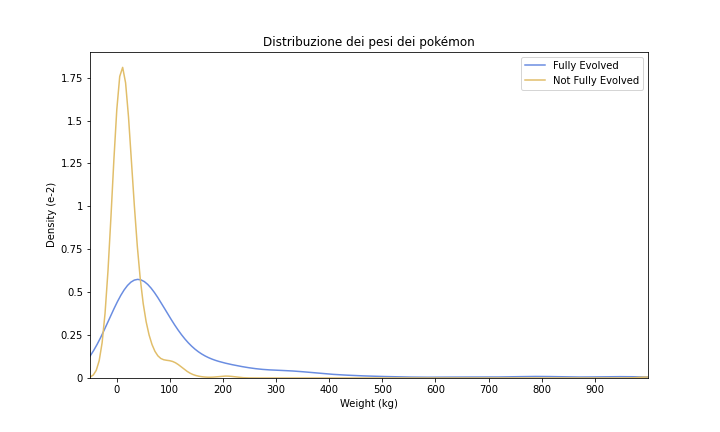 Distribuzione dei pesi dei pokémon
Fully Evolved
Not Fully Evolved
1.75
1.5
1.25
1
0.75
0.5
0.25
0
Density (e-2)
0 100 200 300 400 500 600 700 800 900
Weight (kg)